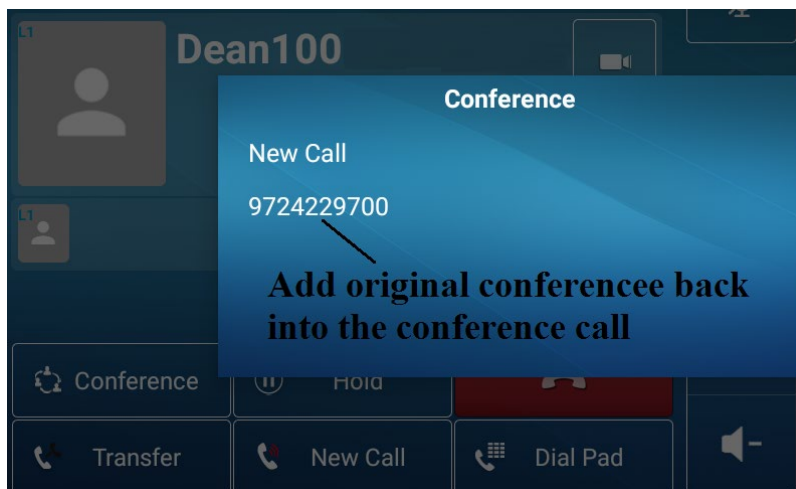 L1
Dean100
Conference
New Call
9724229700
L1
Add original conferencee back
into the conference call
Conference
Hold
Transfer
New Call
Dial Pad